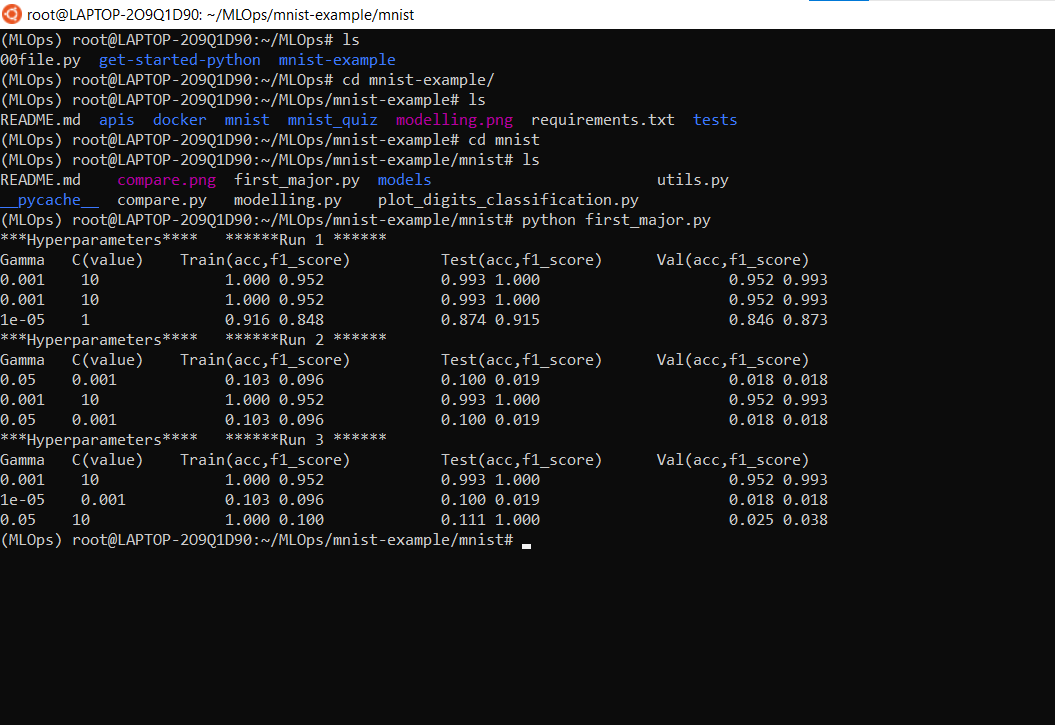 root@LAPTOP-2O9Q1D90: ~/MLOps/mnist-example/mnist
(MLOps) root@LAPTOP-2O9Q1D90:~/MLOps# ls
00file.py  get-started-python  mnist-example
(MLOps) root@LAPTOP-2O9Q1D90:~/MLOps# cd mnist-example/
(MLOps) root@LAPTOP-2O9Q1D90:~/MLOps/mnist-example# ls
README.md  apis  docker  mnist  mnist_quiz  modelling.png  requirements.txt  tests
(MLOps) root@LAPTOP-2O9Q1D90:~/MLOps/mnist-example# cd mnist
(MLOps) root@LAPTOP-2O9Q1D90:~/MLOps/mnist-example/mnist# ls
README.md    compare.png  first_major.py  models                         utils.py
__pycache__  compare.py   modelling.py    plot_digits_classification.py
(MLOps) root@LAPTOP-2O9Q1D90:~/MLOps/mnist-example/mnist# python first_major.py
***Hyperparameters****   ******Run 1 ******
Gamma   C(value)    Train(acc,f1_score)          Test(acc,f1_score)      Val(acc,f1_score)
0.001    10              1.000 0.952             0.993 1.000                     0.952 0.993
0.001    10              1.000 0.952             0.993 1.000                     0.952 0.993
1e-05    1               0.916 0.848             0.874 0.915                     0.846 0.873
***Hyperparameters****   ******Run 2 ******
Gamma   C(value)    Train(acc,f1_score)          Test(acc,f1_score)      Val(acc,f1_score)
0.05    0.001            0.103 0.096             0.100 0.019                     0.018 0.018
0.001    10              1.000 0.952             0.993 1.000                     0.952 0.993
0.05    0.001            0.103 0.096             0.100 0.019                     0.018 0.018
***Hyperparameters****   ******Run 3 ******
Gamma   C(value)    Train(acc,f1_score)          Test(acc,f1_score)      Val(acc,f1_score)
0.001    10              1.000 0.952             0.993 1.000                     0.952 0.993
1e-05    0.001           0.103 0.096             0.100 0.019                     0.018 0.018
0.05    10               1.000 0.100             0.111 1.000                     0.025 0.038
(MLOps) root@LAPTOP-2O9Q1D90:~/MLOps/mnist-example/mnist#